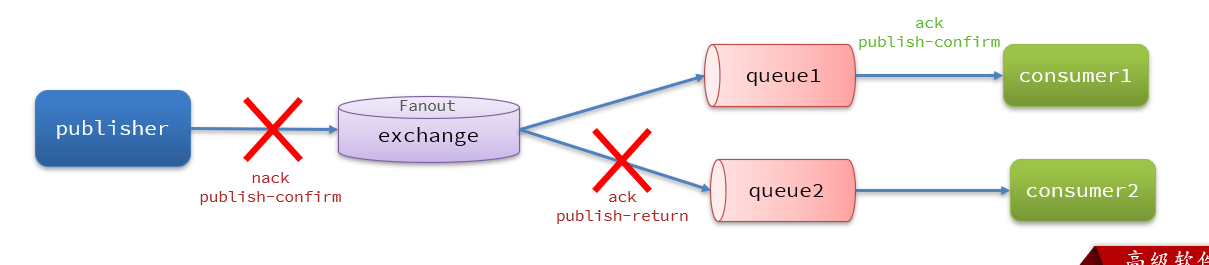 ack
publish-confirm
queue1
consumer1
Fanout
exchange
publisher
nack
publish-confirm
ack
publish-return
queue2
consumer2
高级软件